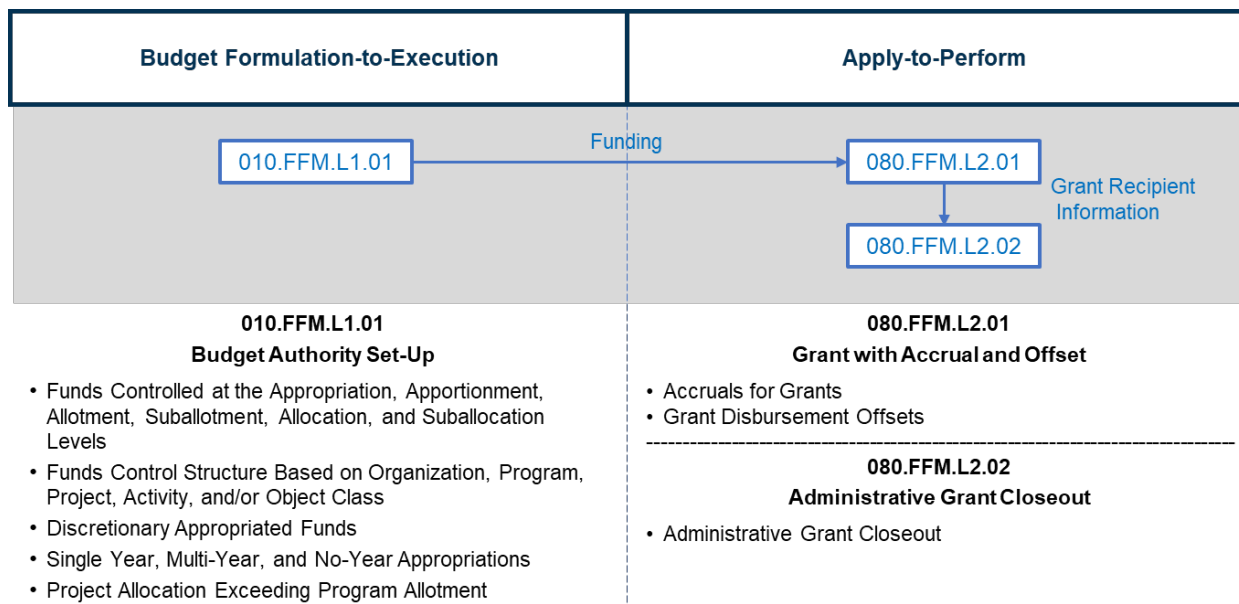 Budget Formulation-to-Execution
Apply-to-Perform
010.FFM.L1.01
Funding
080.FFM.L2.01
Grant Recipient
Information
080.FFM.L2.02
010.FFM.L1.01
Budget Authority Set-Up
• Funds Controlled at the Appropriation, Apportionment,
Allotment, Suballotment, Allocation, and Suballocation
Levels
• Funds Control Structure Based on Organization, Program,
Project, Activity, and/or Object Class
• Discretionary Appropriated Funds
• Single Year, Multi-Year, and No-Year Appropriations
• Project Allocation Exceeding Program Allotment
080.FFM.L2.01
Grant with Accrual and Offset
• Accruals for Grants
• Grant Disbursement Offsets
080.FFM.L2.02
Administrative Grant Closeout
• Administrative Grant Closeout